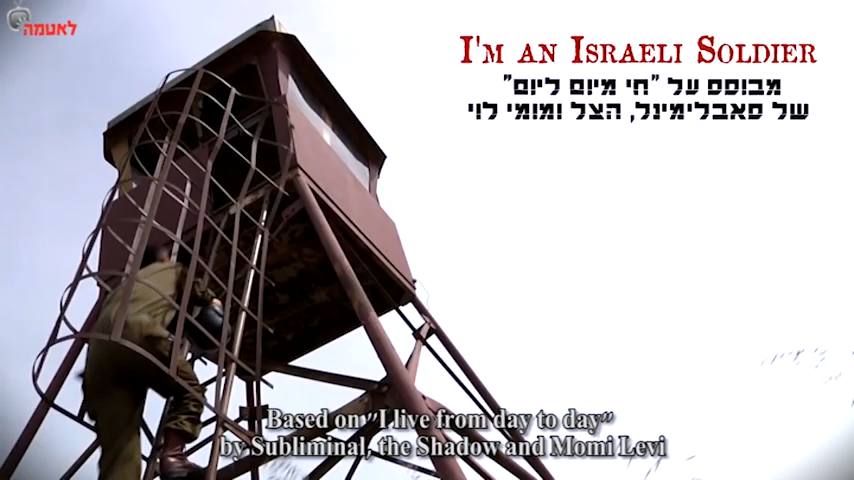 לאטמה
I'M AN ISRAELI SOLDIER
מבוסס על "חי מיום ליום"
של סאבלימינל, הצל ומומי לוי
Based on "I live from day to day"
by Subliminal, the Shadow and Momi Levi